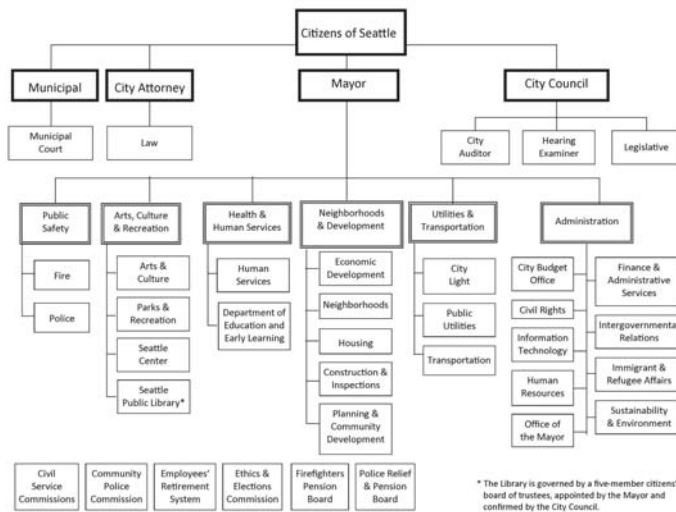 Citizens of Seattle
Municipal
City Attorney
Mayor
City Council
Municipal
Court
Law
City
Auditor
Hearing
Examiner
Legislative
Public
Safety
Arts, Culture
& Recreation
Health &
Human Services
Neighborhoods
& Development
Utilities &
Transportation
Administration
Fire
Police
Arts &
Culture
Parks &
Recreation
Seattle
Center
Seattle
Public Library*
Human
Services
Department of
Education and
Early Learning
Economic
Development
Neighborhoods
Housing
Construction &
Inspections
Planning &
Community
Development
City
Light
Public
Utilities
Transportation
City Budget
Office
Civil Rights
Information
Technology
Human
Resources
Office of
the Mayor
Finance &
Administrative
Services
Intergovernmental
Relations
Immigrant &
Refugee Affairs
Sustainability
& Environment
Civil
Service
Commissions
Community
Police
Commission
Employees'
Retirement
System
Ethics &
Elections
Commission
Firefighters
Pension
Board
Police Relief
& Pension
Board
* The Library is governed by a five-member citizens'
board of trustees, appointed by the Mayor and
confirmed by the City Council.